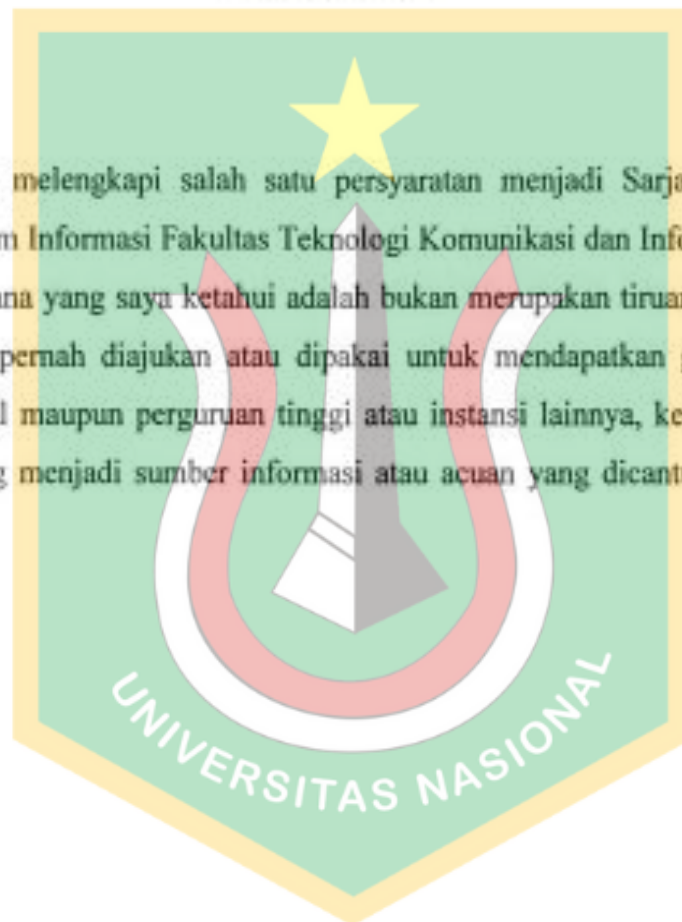 melengkapi salah satu persyaratan menjadi Sarja
m Informasi Fakultas Teknologi Komunikasi dan Info
ana yang saya ketahui adalah bukan merupakan tirua
pernah diajukan atau dipakai untuk mendapatkan g
l maupun perguruan tinggi atau instansi lainnya, ke
g menjadi sumber informasi atau acuan yang dicant
UNIVERSITAS NASIONAL